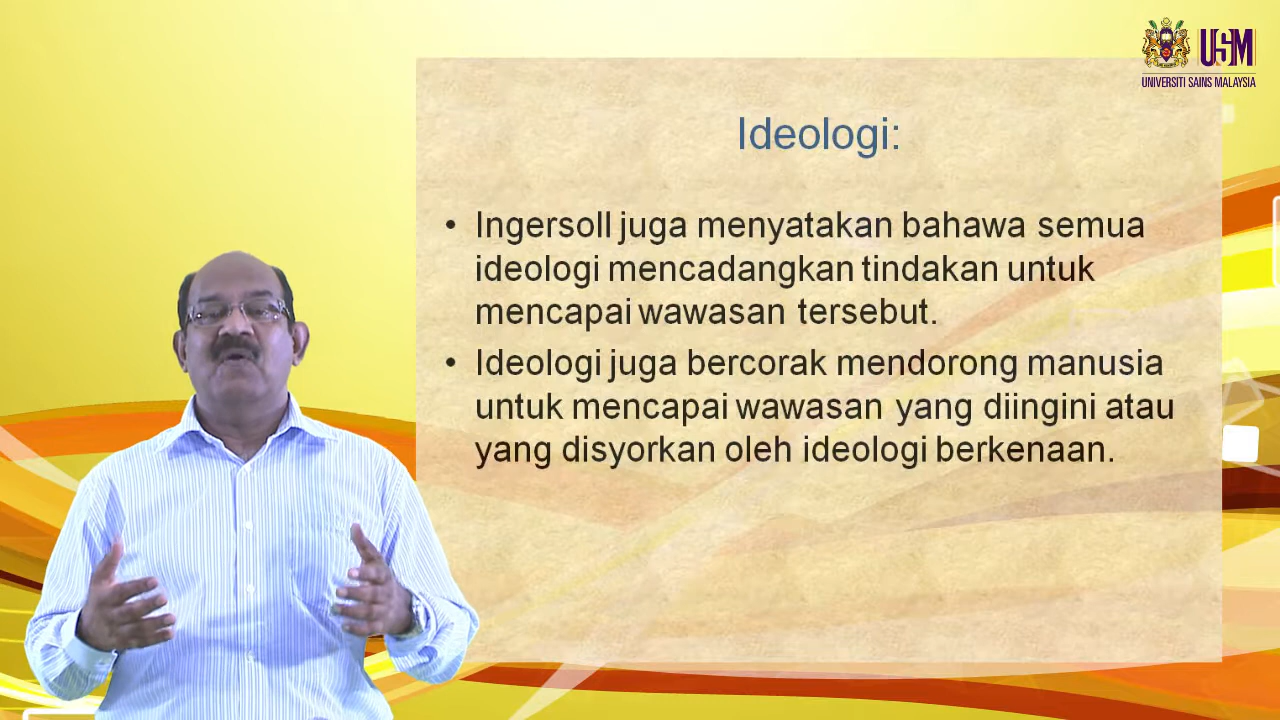 USM
UNIVERSITI SAINS MALAYSIA
Ideologi:
• Ingersoll juga menyatakan bahawa semua
ideologi mencadangkan tindakan untuk
mencapai wawasan tersebut.
• Ideologi juga bercorak mendorong manusia
untuk mencapai wawasan yang diingini atau
yang disyorkan oleh ideologi berkenaan.